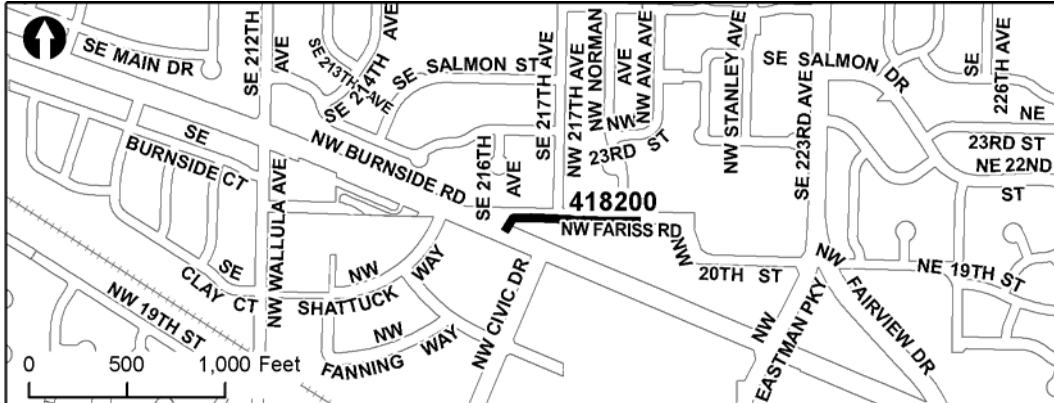 SE MAIN DR
SE 212TH
AVE
SE 213TH AVE
SE 214TH
AVE
SE SALMON ST
SE 217TH AVE
NW 217TH AVE
NW NORMAN
AVE
NW AVA AVE
NW STANLEY AVE
SE SALMON DR
SE 223RD AVE
SE
226TH AVE
NE
23RD ST
NE 22ND
ST
SE
BURNSIDE CT
NW BURNSIDE RD
SE 216TH
AVE
NW
23RD ST
418200
NW FARISS RD
NW
20TH ST
NW WALLULA AVE
SE
CLAY CT
NW 19TH ST
NW
SHATTUCK
WAY
NW
FANNING WAY
NW CIVIC DR
NW
EASTMAN PKY
NW
FAIRVIEW DR
NE 19TH ST
0 500 1,000 Feet